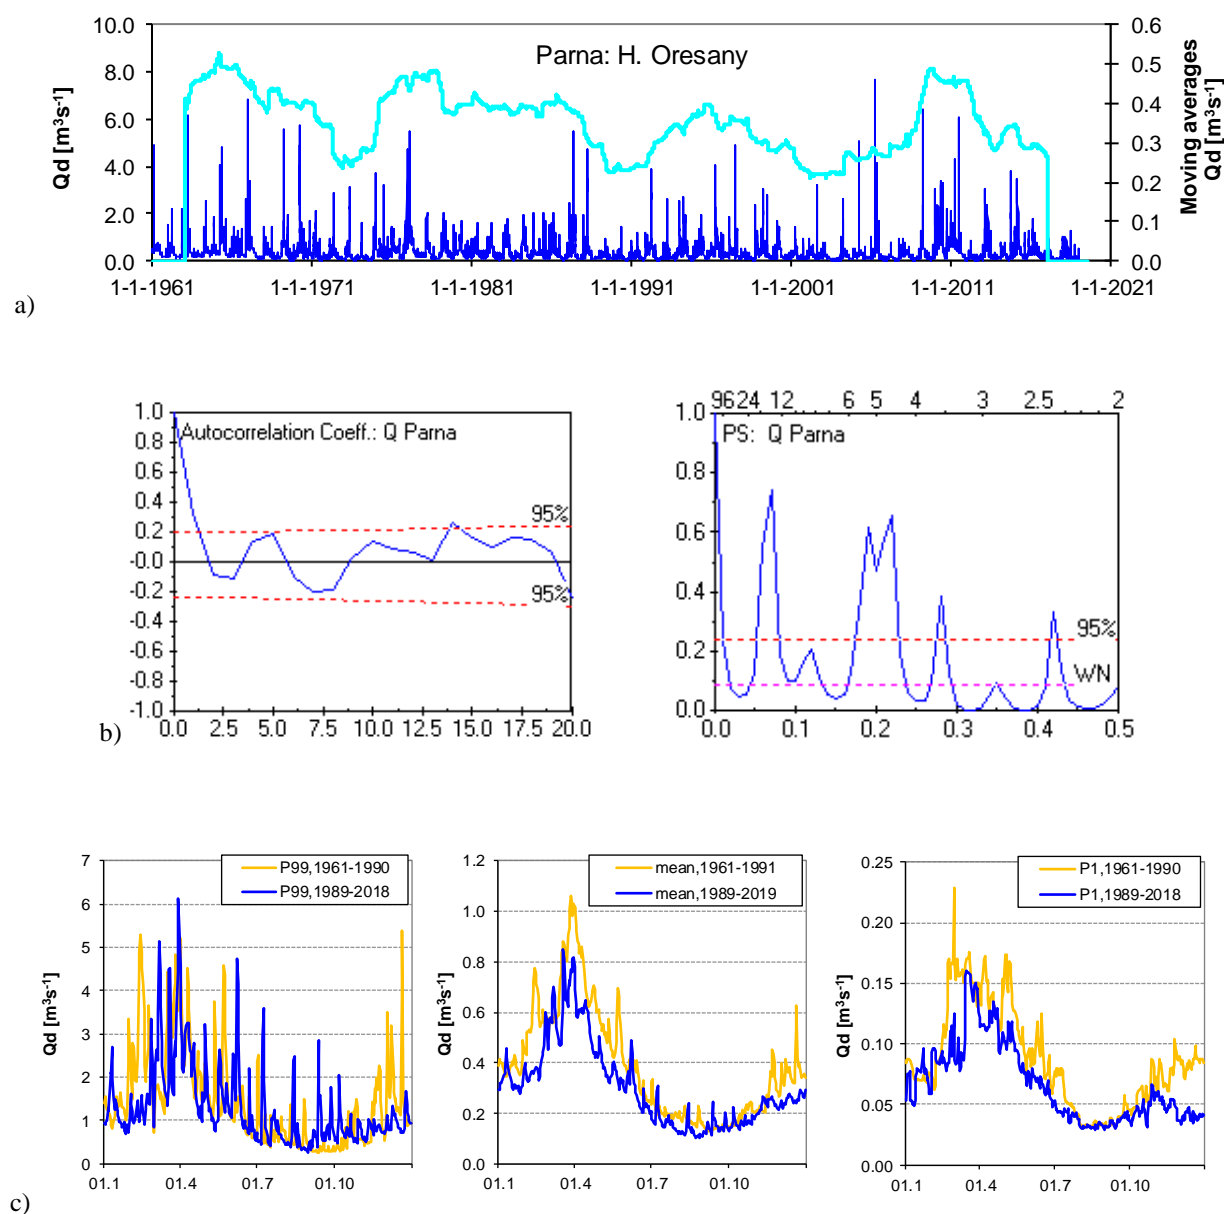 Parna: H. Oresany
Qd [m³s⁻¹]
10.0
8.0
6.0
4.0
2.0
0.0
0.6
0.5
0.4
0.3
0.2
0.1
0.0
Moving averages
Qd [m³s⁻¹]
1-1-1961 1-1-1971 1-1-1981 1-1-1991 1-1-2001 1-1-2011 1-1-2021
a)
Autocorrelation Coeff.: Q Parna
1.0
0.8
0.6
0.4
0.2
-0.0
-0.2
-0.4
-0.6
-0.8
-1.0
95%
95%
0.0 2.5 5.0 7.5 10.0 12.5 15.0 17.5 20.0
b)
96 24 12 6 5 4 3 2.5 2
PS: Q Parna
1.0
0.8
0.6
0.4
0.2
0.0
95%
WN
0.0 0.1 0.2 0.3 0.4 0.5
P99,1961-1990
P99,1989-2018
Qd [m³s⁻¹]
7
6
5
4
3
2
1
0
01.1 01.4 01.7 01.10
mean,1961-1991
mean,1989-2019
Qd [m³s⁻¹]
1.2
1.0
0.8
0.6
0.4
0.2
0.0
01.1 01.4 01.7 01.10
P1,1961-1990
P1,1989-2018
Qd [m³s⁻¹]
0.25
0.20
0.15
0.10
0.05
0.00
01.1 01.4 01.7 01.10
c)